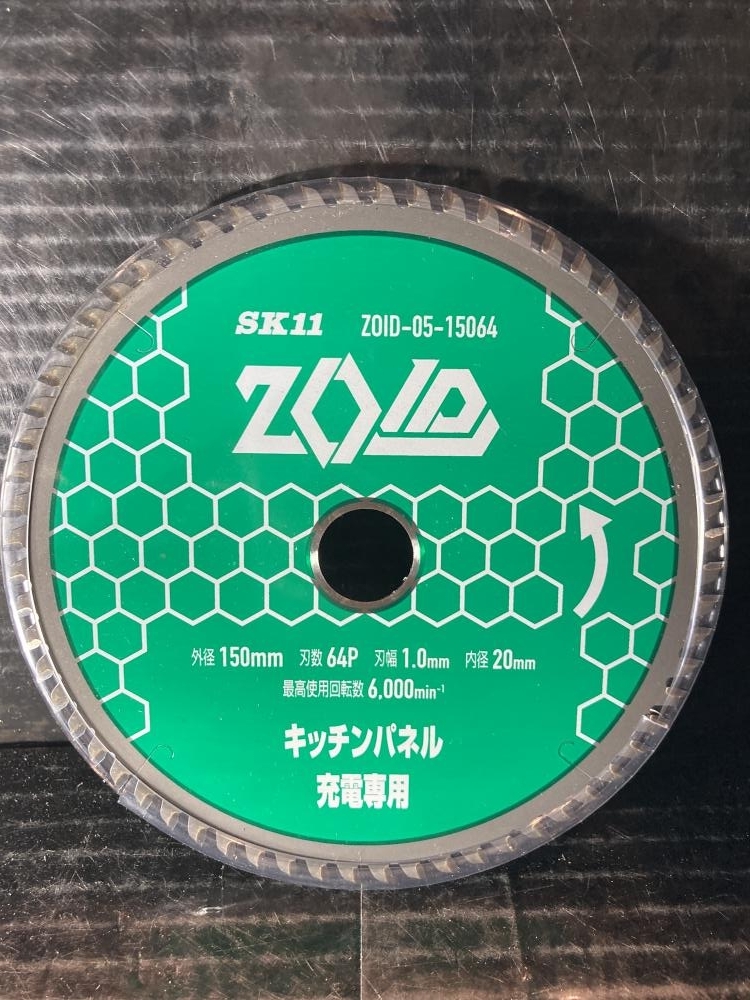 SK11 ZOID-05-15064
ZOID
外径 150mm 刃数 64P 刃幅 1.0mm 内径 20mm
最高使用回転数 6,000min⁻¹
キッチンパネル
充電専用